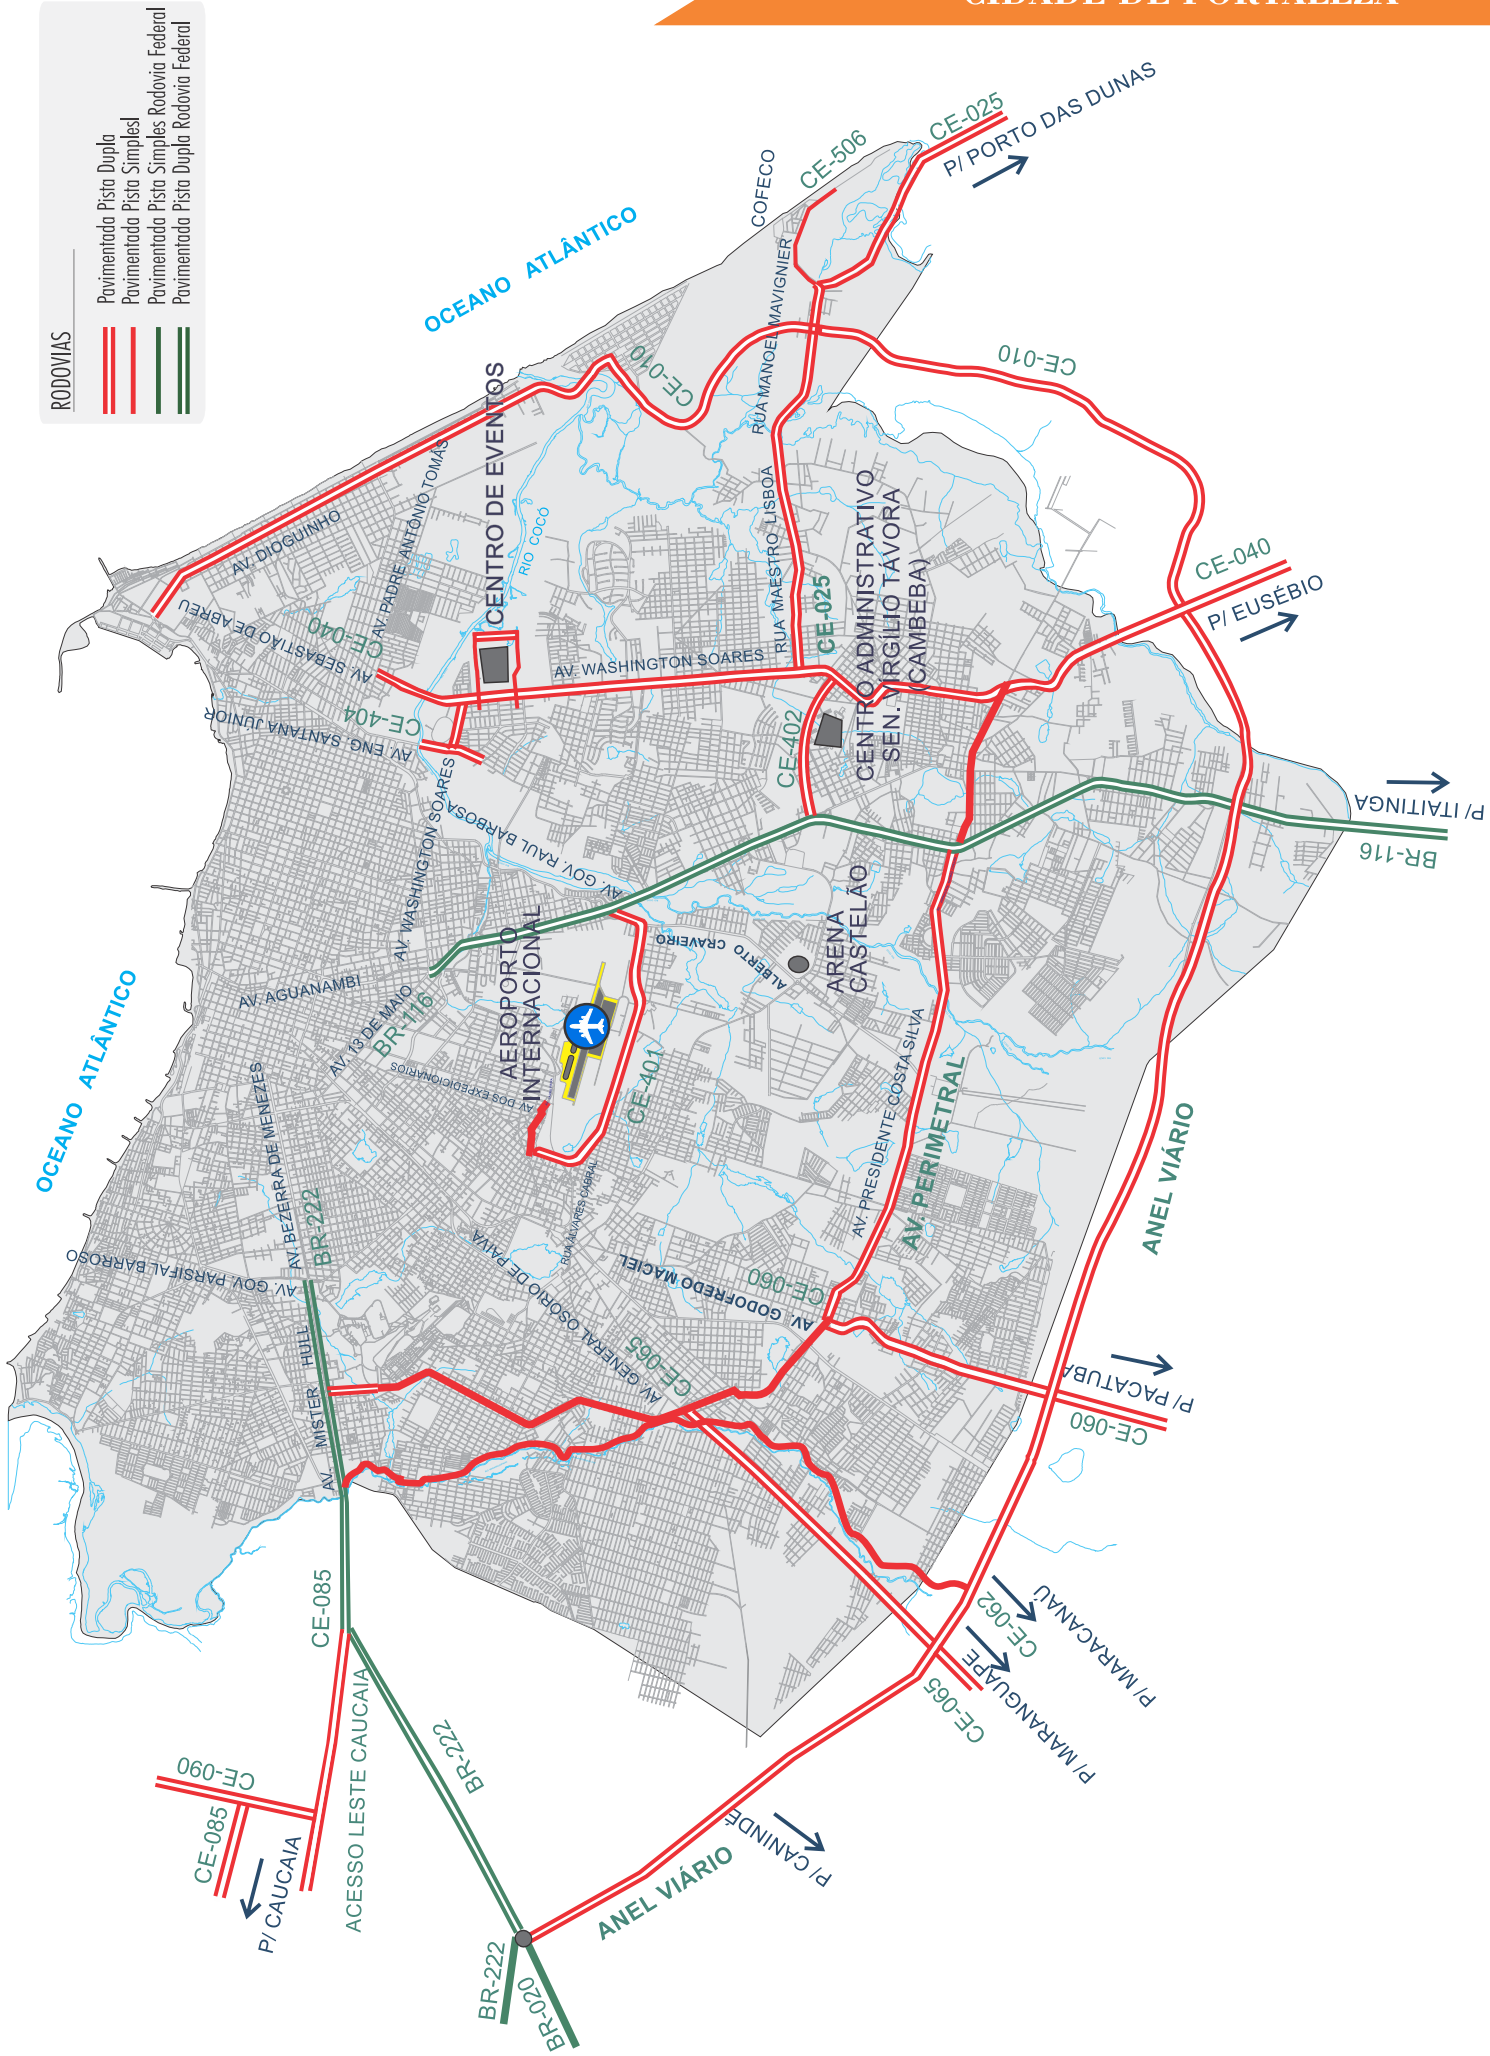 CIDADE DE FORTALEZA
RODOVIAS
Pavimentada Pista Dupla
Pavimentada Pista Simplesl
Pavimentada Pista Simples Rodovia Federal
Pavimentada Pista Dupla Rodovia Federal
OCEANO ATLÂNTICO
COFECO
CE-506
CE-025
P/ PORTO DAS DUNAS
RUA MANOEL MAVIGNIER
CE-010
CE-010
CENTRO DE EVENTOS
AV. DIOGUINHO
AV. PADRE ANTÔNIO TOMÁS
RIO COCÓ
AV. SEBASTIÃO DE ABREU
CE-040
RUA MAESTRO LISBOA
CE-025
CENTRO ADMINISTRATIVO
SEN. VIRGÍLIO TÁVORA
(CAMBEBA)
CE-040
P/ EUSÉBIO
AV. WASHINGTON SOARES
CE-404
AV. ENG. SANTANA JÚNIOR
CE-402
AV. WASHINGTON SOARES
AV. GOV. RAUL BARBOSA
P/ ITAITINGA
BR-116
AV. WASHINGTON SOARES
ARENA
CASTELÃO
ALBERTO CRAVEIRO
AEROPORTO
INTERNACIONAL
AV. AGUANAMBI
AV. 13 DE MAIO
BR-116
AV. DOS EXPEDICIONÁRIOS
CE-401
AV. PRESIDENTE COSTA SILVA
AV. PERIMETRAL
ANEL VIÁRIO
OCEANO ATLÂNTICO
AV. BEZERRA DE MENEZES
BR-222
AV. GOV. PARSIFAL BARROSO
AV. GENERAL OSÓRIO DE PAIVA
RUA ÁLVARES CABRAL
AV. GODOFREDO MACIEL
CE-060
CE-065
P/ PACATUBA
CE-060
AV. MISTER HULL
CE-085
CE-062
P/ MARACANAÚ
CE-065
P/ MARANGUAPE
ACESSO LESTE CAUCAIA
BR-222
CE-090
CE-085
P/ CAUCAIA
P/ CANINDÉ
ANEL VIÁRIO
BR-222
BR-020